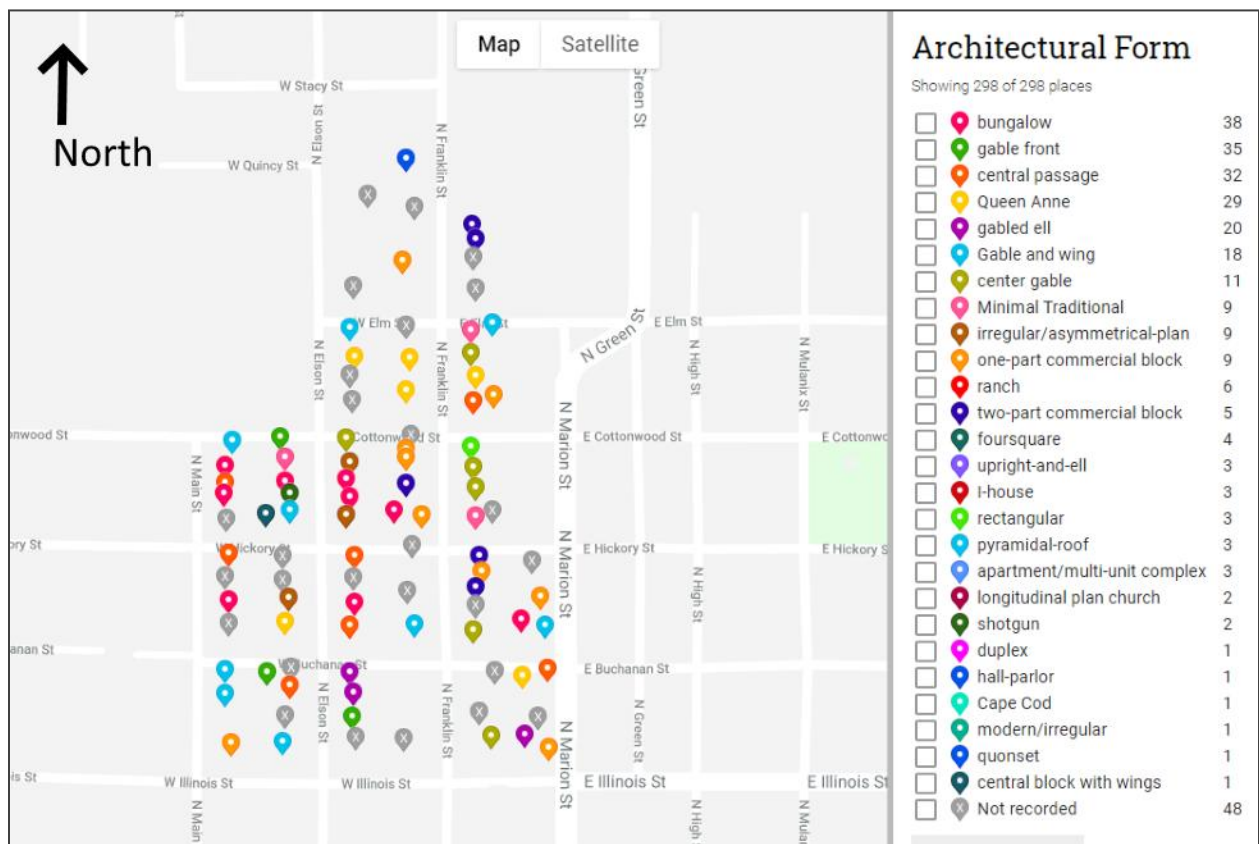 Map Satellite
North
W Stacy St
N Elson St
N Franklin St
Green St
W Quincy St
W Elm St
E Elm St
E Elm St
N Green St
N Elson St
N Franklin St
N High St
N Mulanix St
onwood St
Cottonwood St
E Cottonwood St
E Cottonwo
N Main St
N Marion St
ory St
W Hickory St
E Hickory St
E Hickory S
N Marion St
N High St
anan St
W Buchanan St
E Buchanan St
N Elson St
N Franklin St
N Marion St
N Green St
is St
W Illinois St
W Illinois St
E Illinois St
E Illinois St
N Main
N High
N Mula
Architectural Form
Showing 298 of 298 places
bungalow 38
gable front 35
central passage 32
Queen Anne 29
gabled ell 20
Gable and wing 18
center gable 11
Minimal Traditional 9
irregular/asymmetrical-plan 9
one-part commercial block 9
ranch 6
two-part commercial block 5
foursquare 4
upright-and-ell 3
I-house 3
rectangular 3
pyramidal-roof 3
apartment/multi-unit complex 3
longitudinal plan church 2
shotgun 2
duplex 1
hall-parlor 1
Cape Cod 1
modern/irregular 1
quonset 1
central block with wings 1
Not recorded 48